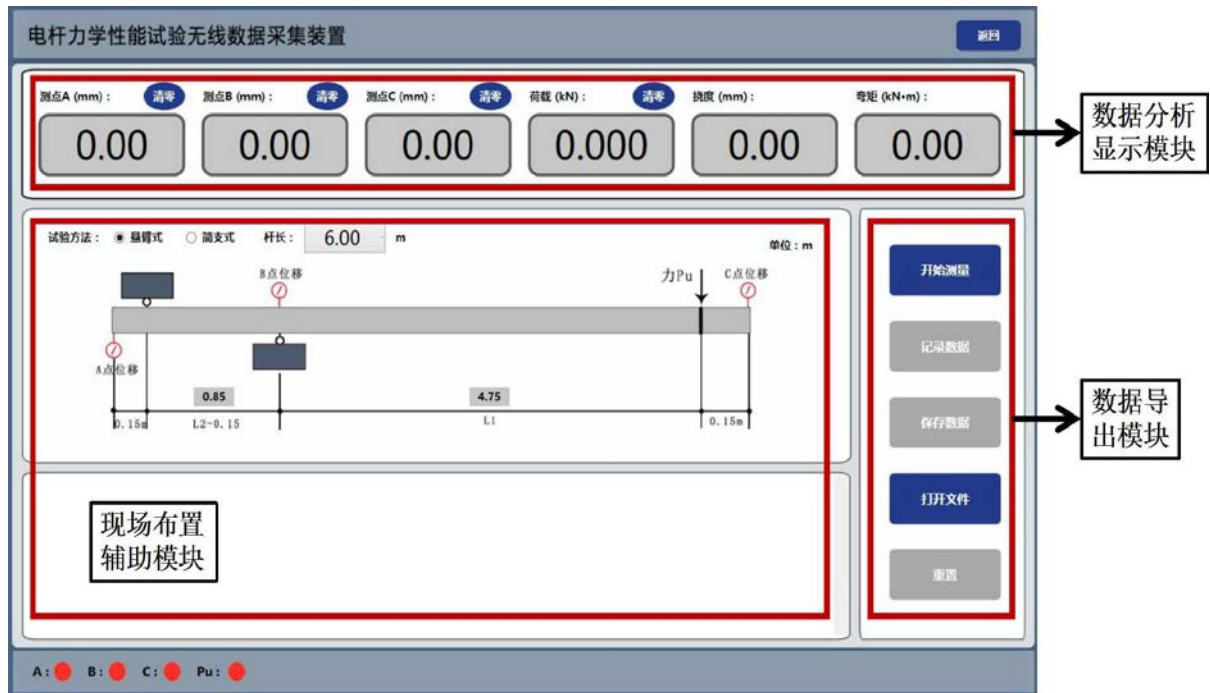 电杆力学性能试验无线数据采集装置
返回
测点A (mm)： 清零 测点B (mm)： 清零 测点C (mm)： 清零 荷载 (kN)： 清零 挠度 (mm)： 弯矩 (kN•m)：
0.00 0.00 0.00 0.000 0.00 0.00
数据分析
显示模块
试验方法： 悬臂式 简支式 杆长： 6.00 m
单位：m
B点位移
力Pu
C点位移
A点位移
0.85
4.75
0.15m
L2-0.15
L1
0.15m
开始测量
记录数据
保存数据
打开文件
重置
数据导
出模块
现场布置
辅助模块
A: B: C: Pu: